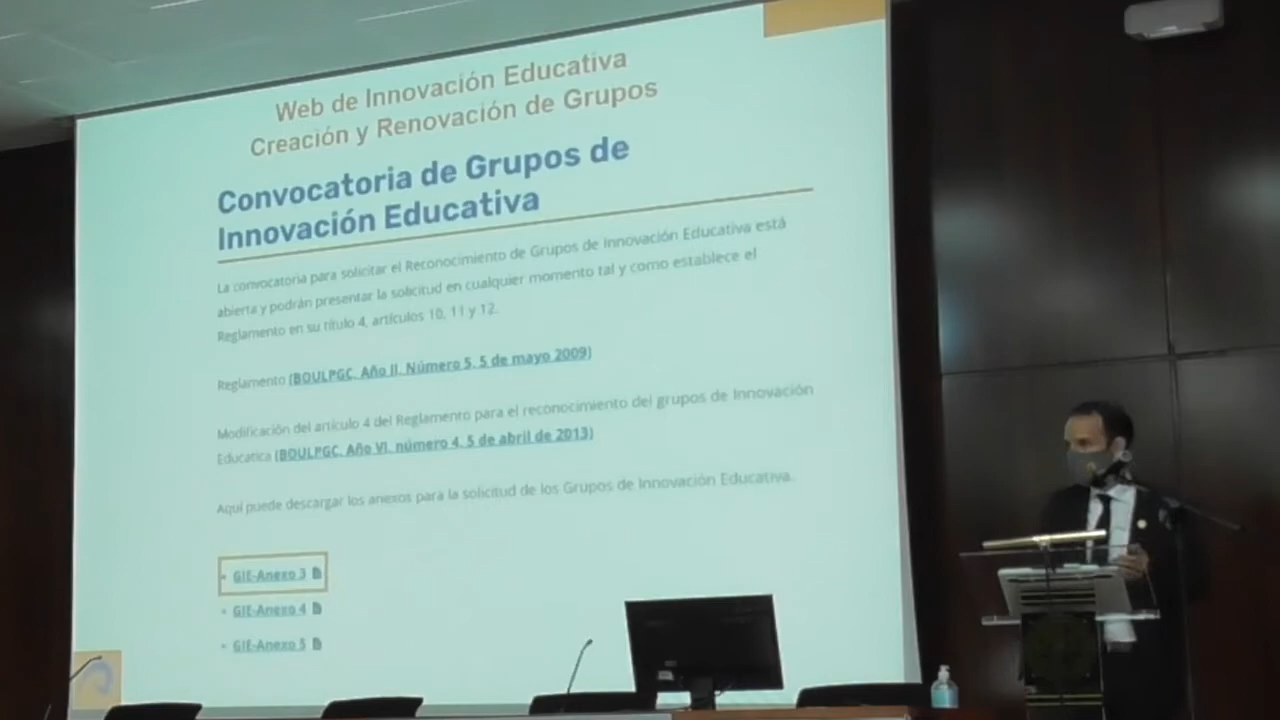 Web de Innovación Educativa
Creación y Renovación de Grupos
Convocatoria de Grupos de
Innovación Educativa
La convocatoria para solicitar el Reconocimiento de Grupos de Innovación Educativa está
abierta y podrán presentar la solicitud en cualquier momento tal y como establece el
Reglamento en su título 4, artículos 10, 11 y 12.
Reglamento (BOULPGC. Año II. Número 5. 5 de mayo 2009)
Modificación del artículo 4 del Reglamento para el reconocimiento del grupos de Innovación
Educatica (BOULPGC. Año VI. número 4. 5 de abril de 2013)
Aquí puede descargar los anexos para la solicitud de los Grupos de Innovación Educativa.
GIE-Anexo 3
GIE-Anexo 4
GIE-Anexo 5